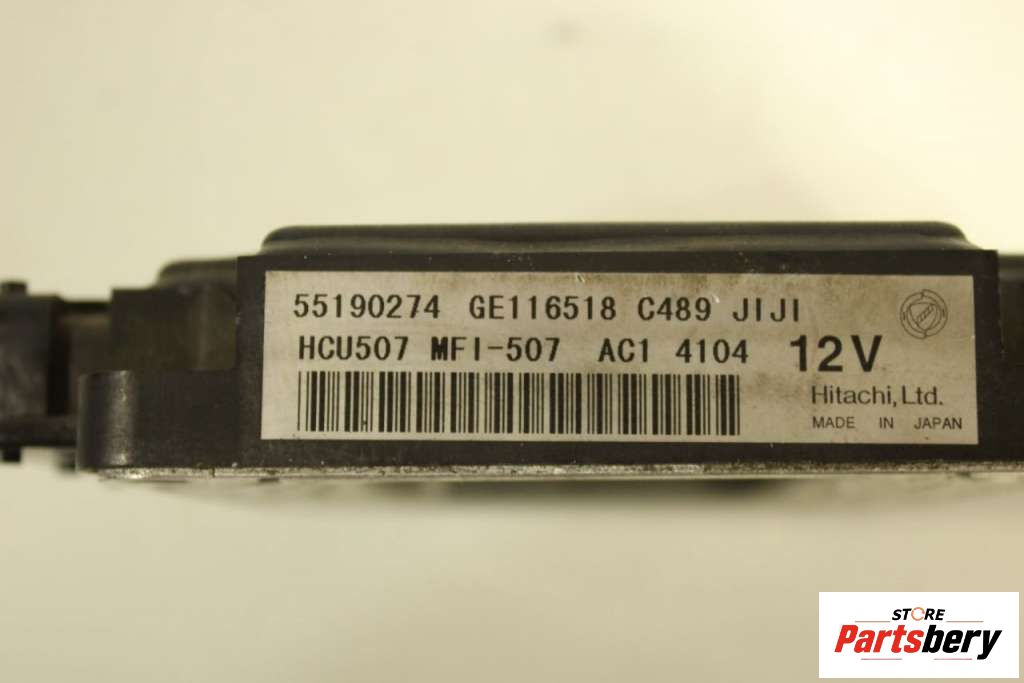 55190274 GE116518 C489 JIJI
HCU507 MFI-507 AC1 4104 12V
Hitachi, Ltd.
MADE IN JAPAN
STORE
Partsbery